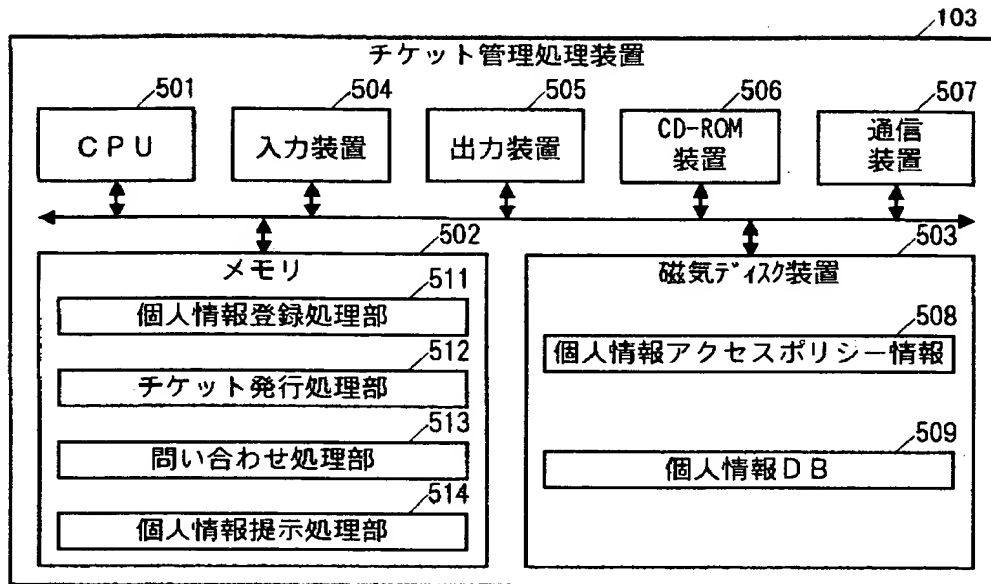 103
チケット管理処理装置
501
CPU
504
入力装置
505
出力装置
506
CD-ROM
装置
507
通信
装置
502
メモリ
511
個人情報登録処理部
512
チケット発行処理部
513
問い合わせ処理部
514
個人情報提示処理部
503
磁気ディスク装置
508
個人情報アクセスポリシー情報
509
個人情報DB